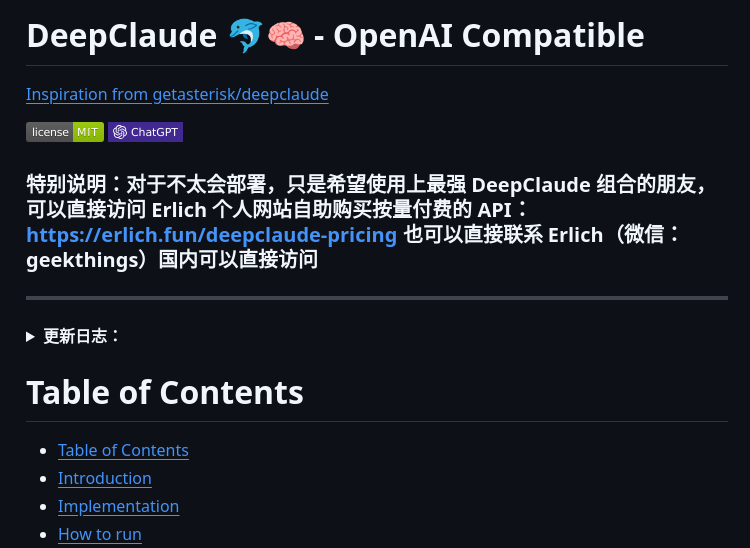 DeepClaude 🐬🧠 - OpenAI Compatible
Inspiration from getasterisk/deepclaude
license MIT ChatGPT
特别说明：对于不太会部署，只是希望使用上最强 DeepClaude 组合的朋友，
可以直接访问 Erlich 个人网站自助购买按量付费的 API：
https://erlich.fun/deepclaude-pricing 也可以直接联系 Erlich（微信：
geekthings）国内可以直接访问
更新日志：
Table of Contents
Table of Contents
Introduction
Implementation
How to run